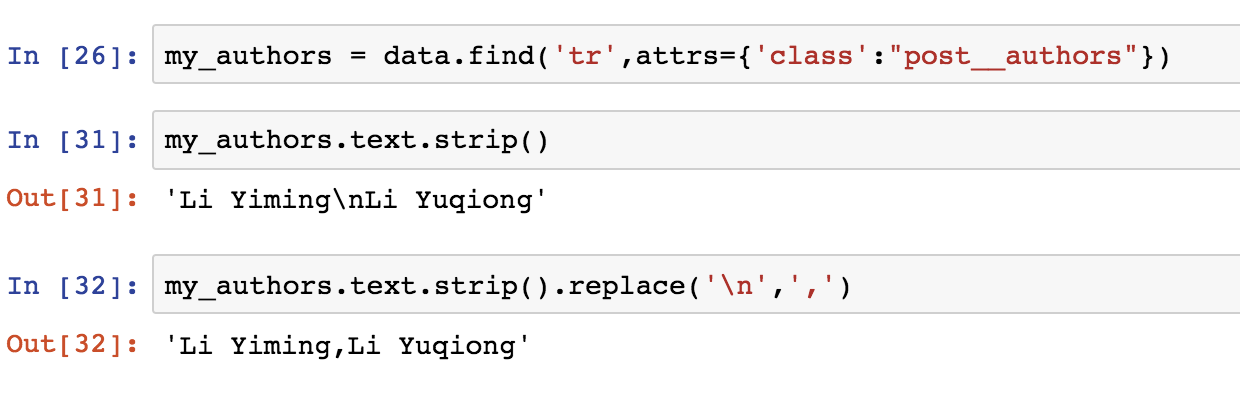 In [26]: my_authors = data.find('tr',attrs={'class':"post__authors"})
In [31]: my_authors.text.strip()
Out[31]: 'Li Yiming\nLi Yuqiong'
In [32]: my_authors.text.strip().replace('\n',',')
Out[32]: 'Li Yiming,Li Yuqiong'